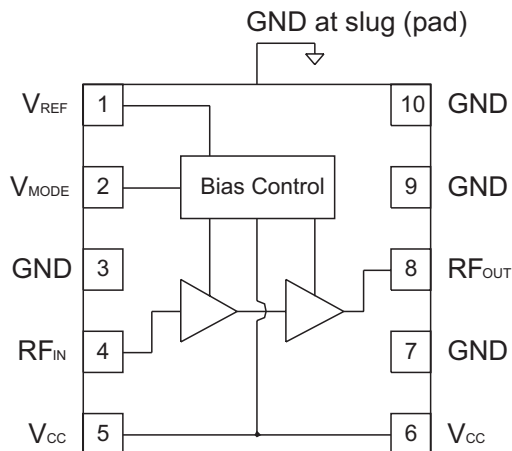 GND at slug (pad)
VREF 1
10 GND
VMODE 2
Bias Control
9 GND
GND 3
8 RFOUT
RFIN 4
7 GND
VCC 5
6 VCC